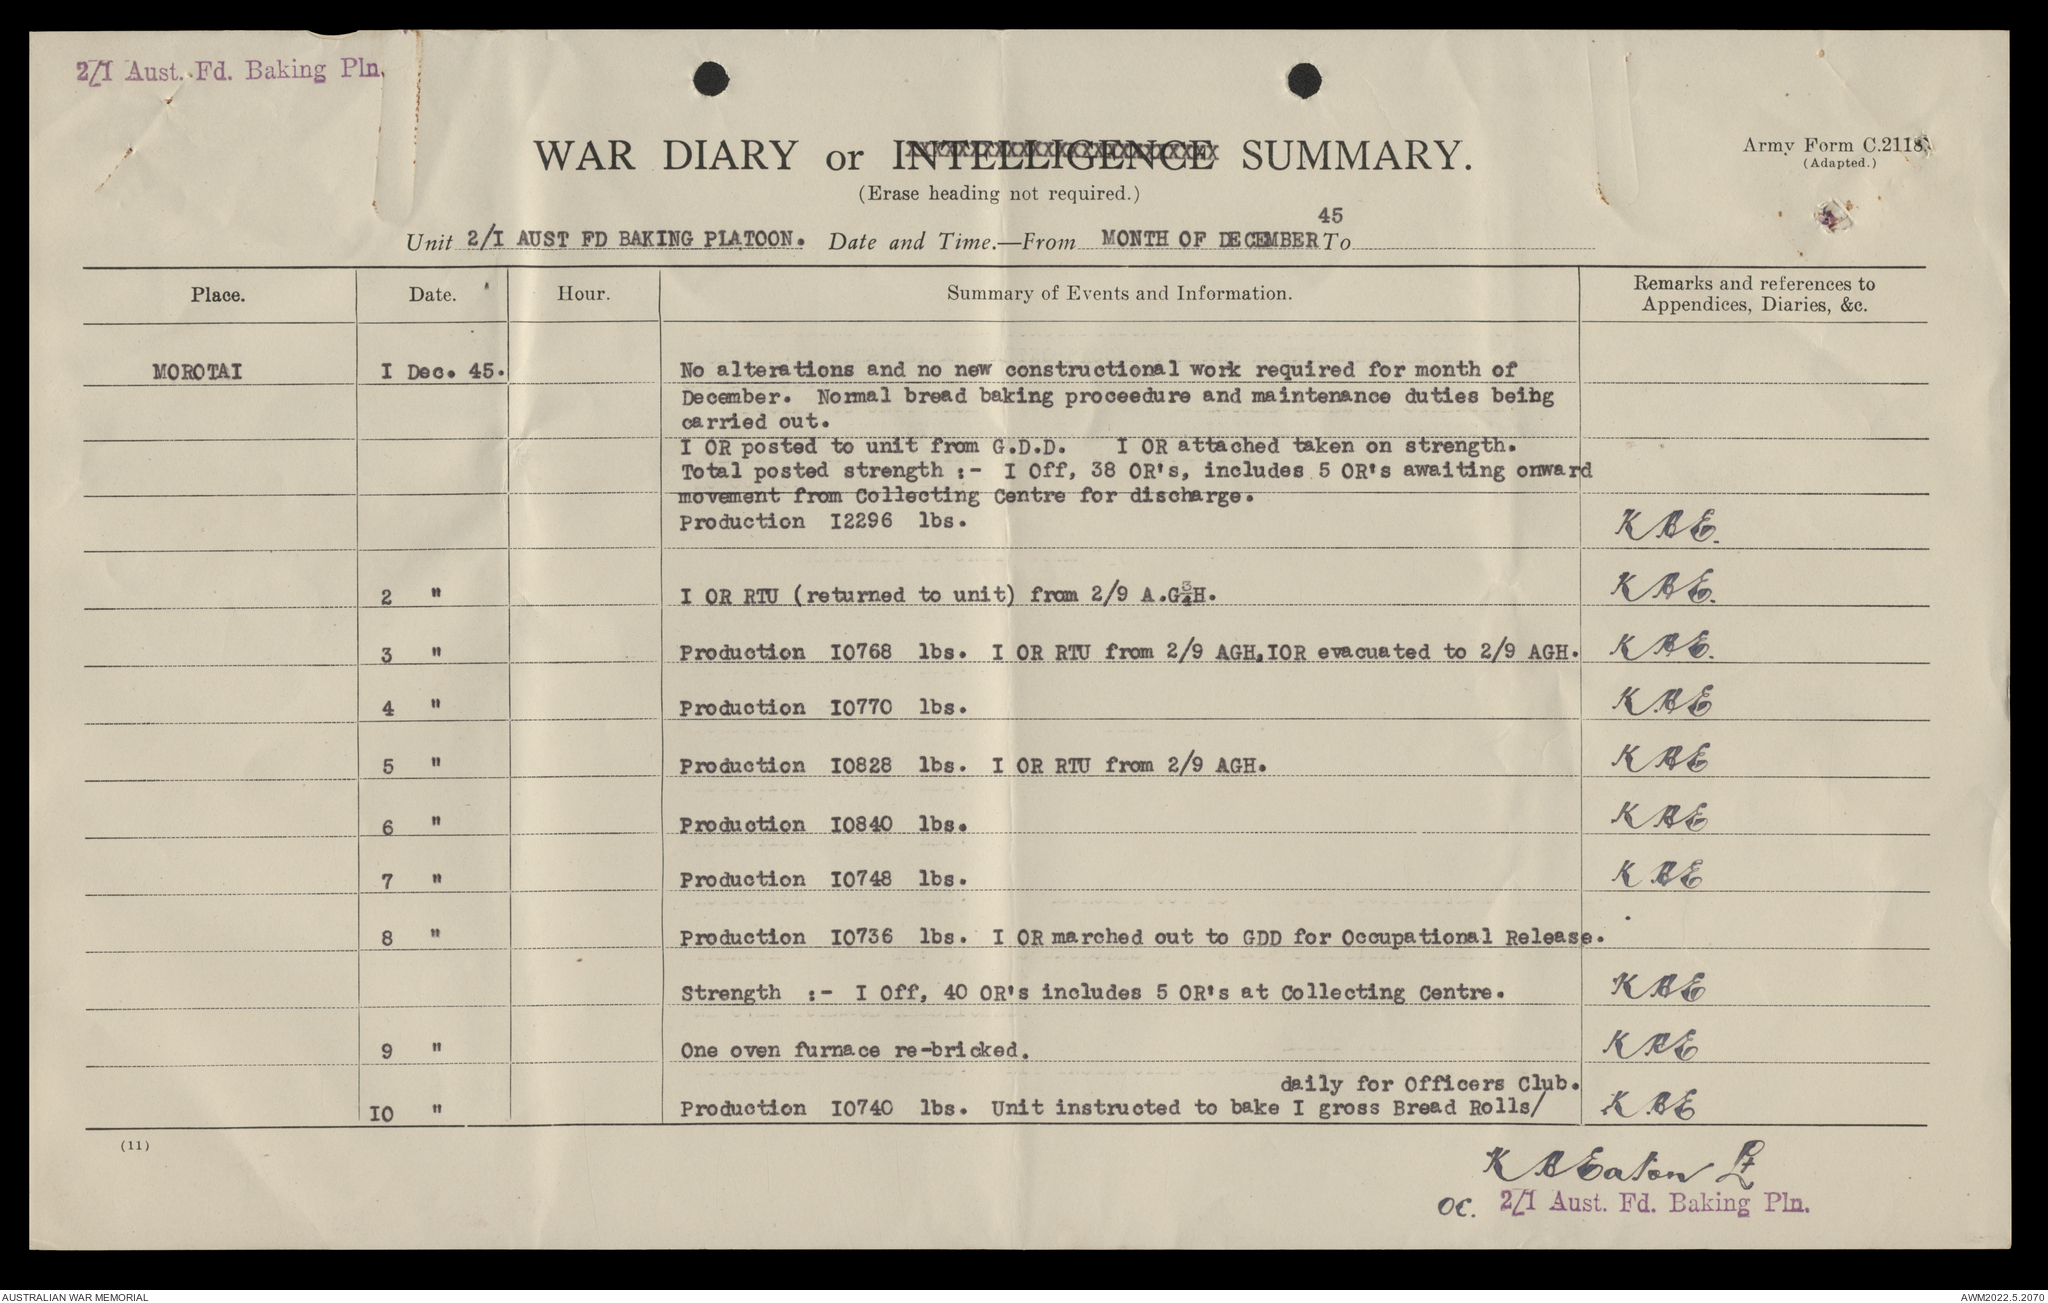 2/1 Aust. Fd. Baking Pln.
WAR DIARY or INTELLIGENCE SUMMARY.
Army Form C.2118.
(Adapted.)
(Erase heading not required.)
45
Unit 2/I AUST FD BAKING PLATOON. Date and Time.—From MONTH OF DECEMBER To
Place. Date. Hour. Summary of Events and Information. Remarks and references to
Appendices, Diaries, &c.
MOROTAI I Dec. 45. No alterations and no new constructional work required for month of
December. Normal bread baking proceedure and maintenance duties being
carried out.
I OR posted to unit from G.D.D. I OR attached taken on strength.
Total posted strength :- I Off, 38 OR's, includes 5 OR's awaiting onward
movement from Collecting Centre for discharge.
Production I2296 lbs. KAE.
2 " I OR RTU (returned to unit) from 2/9 A.G¾H. KAE.
3 " Production I0768 lbs. I OR RTU from 2/9 AGH,IOR evacuated to 2/9 AGH. KAE.
4 " Production I0770 lbs. KAE
5 " Production I0828 lbs. I OR RTU from 2/9 AGH. KAE
6 " Production I0840 lbs. KAE
7 " Production I0748 lbs. KAE
8 " Production I0736 lbs. I OR marched out to GDD for Occupational Release.
Strength :- I Off, 40 OR's includes 5 OR's at Collecting Centre. KAE
9 " One oven furnace re-bricked. KAE
daily for Officers Club.
I0 " Production I0740 lbs. Unit instructed to bake I gross Bread Rolls/ KAE
(11)
K A Eaton Lt
OC. 2/1 Aust. Fd. Baking Pln.
AUSTRALIAN WAR MEMORIAL AWM2022.5.2070